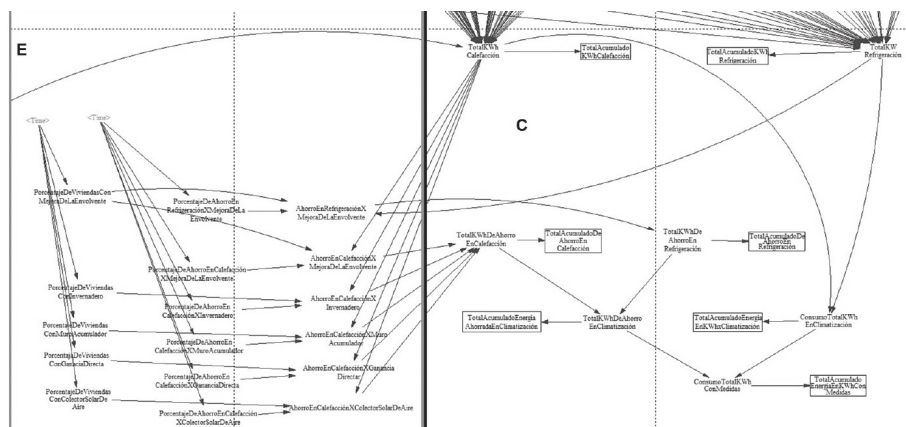 E
<Time>
<Time>
PorcentajeDeViviendasCon
MejoraDeLaEnvolvente
PorcentajeDeAhorroEn
RefrigeraciónXMejoraDeLa
Envolvente
AhorroEnRefrigeraciónX
MejoraDeLaEnvolvente
PorcentajeDeAhorroEnCalefacción
XMejoraDeLaEnvolvente
AhorroEnCalefacciónX
MejoraDeLaEnvolvente
PorcentajeDeViviendas
ConInvernadero
PorcentajeDeAhorroEn
CalefacciónXInvernadero
AhorroEnCalefacciónX
Invernadero
PorcentajeDeViviendas
ConMuroAcumulador
PorcentajeDeAhorroEn
CalefacciónXMuroAcumulador
AhorroEnCalefacciónXMuro
Acumulador
PorcentajeDeViviendas
ConGananciaDirecta
PorcentajeDeAhorroEn
CalefacciónXGananciaDirecta
AhorroEnCalefacciónXGanancia
Directar
PorcentajeDeViviendas
ConColectorSolarDe
Aire
PorcentajeDeAhorroEnCalefacción
XColectorSolarDeAire
AhorroEnCalefacciónXColectorSolarDeAire
TotalKWh
Calefacción
TotalAcumulado
KWhCalefacción
TotalAcumuladoKWh
Refrigeración
TotalKW
Refrigeración
C
TotalKWhDeAhorro
EnCalefacción
TotalAcumuladoDe
AhorroEn
Calefacción
TotalKWhDe
AhorroEn
Refrigeración
TotalAcumuladoDe
AhorroEn
Refrigeración
TotalAcumuladoEnergía
AhorradaEnClimatización
TotalKWhDeAhorro
EnClimatización
TotalAcumuladoEnergía
EnKWhxClimatización
ConsumoTotalKWh
EnClimatización
ConsumoTotalKWh
ConMedidas
TotalAcumulado
EnergíaEnKWhCon
Medidas